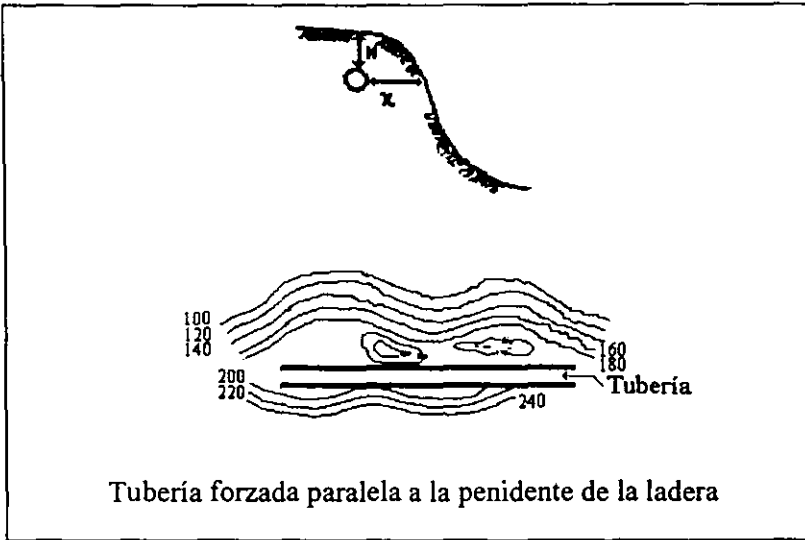 H
x
100
120
140
160
180
200
220
240
Tubería
Tubería forzada paralela a la penidente de la ladera